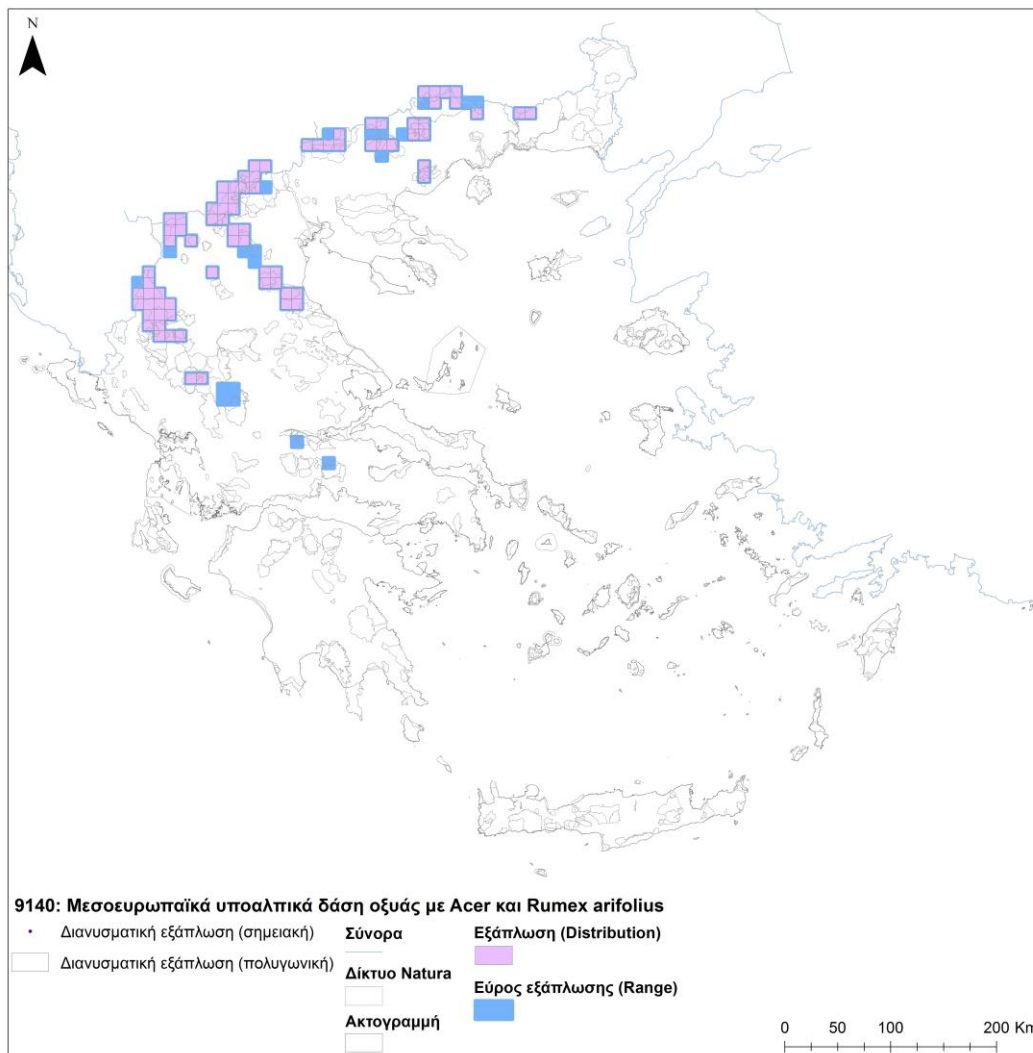 N
9140: Μεσοευρωπαϊκά υποαλπικά δάση οξυάς με Acer και Rumex arifolius
Διανυσματική εξάπλωση (σημειακή)
Διανυσματική εξάπλωση (πολυγωνική)
Σύνορα
Δίκτυο Natura
Ακτογραμμή
Εξάπλωση (Distribution)
Εύρος εξάπλωσης (Range)
0 50 100 200 Km